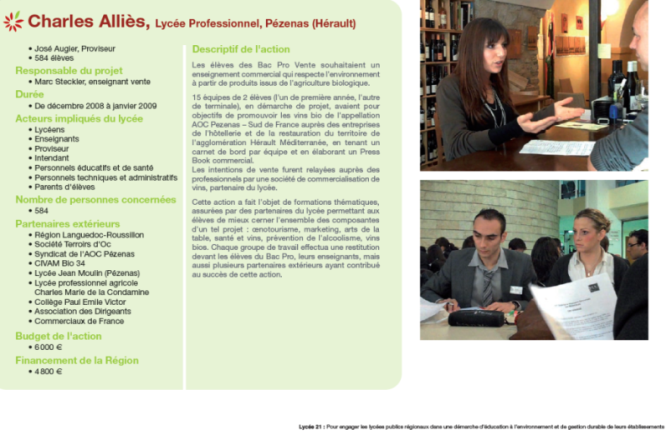 Charles Alliès, Lycée Professionnel, Pézenas (Hérault)
• José Augier, Proviseur
• 584 élèves
Responsable du projet
• Marc Steckler, enseignant vente
Durée
• De décembre 2008 à janvier 2009
Acteurs impliqués du lycée
• Lycéens
• Enseignants
• Proviseur
• Intendant
• Personnels éducatifs et de santé
• Personnels techniques et administratifs
• Parents d'élèves
Nombre de personnes concernées
• 584
Partenaires extérieurs
• Région Languedoc-Roussillon
• Société Terroirs d'Oc
• Syndicat de l'AOC Pézenas
• CIVAM Bio 34
• Lycée Jean Moulin (Pézenas)
• Lycée professionnel agricole
Charles Marie de la Condamine
• Collège Paul Emile Victor
• Association des Dirigeants
• Commerciaux de France
Budget de l'action
• 6 000 €
Financement de la Région
• 4 800 €
Descriptif de l'action
Les élèves des Bac Pro Vente souhaitaient un
enseignement commercial qui respecte l'environnement
à partir de produits issus de l'agriculture biologique.
15 équipes de 2 élèves (l'un de première année, l'autre
de terminale), en démarche de projet, avaient pour
objectifs de promouvoir les vins bio de l'appellation
AOC Pezenas – Sud de France auprès des entreprises
de l'hôtellerie et de la restauration du territoire de
l'agglomération Hérault Méditerranée, en tenant un
carnet de bord par équipe et en élaborant un Press
Book commercial.
Les intentions de vente furent relayées auprès des
professionnels par une société de commercialisation de
vins, partenaire du lycée.
Cette action a fait l'objet de formations thématiques,
assurées par des partenaires du lycée permettant aux
élèves de mieux cerner l'ensemble des composantes
d'un tel projet : œnotourisme, marketing, arts de la
table, santé et vins, prévention de l'alcoolisme, vins
bios. Chaque groupe de travail effectua une restitution
devant les élèves du Bac Pro, leurs enseignants, mais
aussi plusieurs partenaires extérieurs ayant contribué
au succès de cette action.
Lycée 21 : Pour engager les lycées publics régionaux dans une démarche d'éducation à l'environnement et de gestion durable de leurs établissements